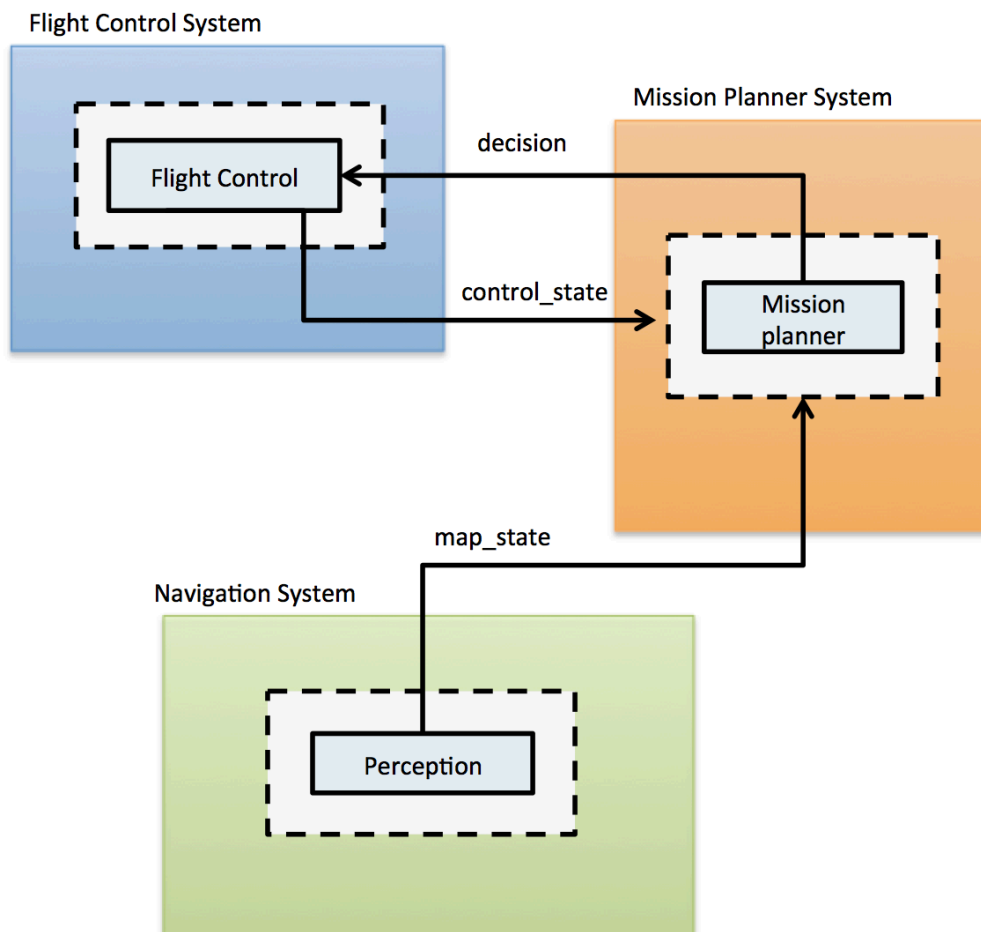 Flight Control System
Mission Planner System
decision
Flight Control
control_state
Mission
planner
map_state
Navigation System
Perception